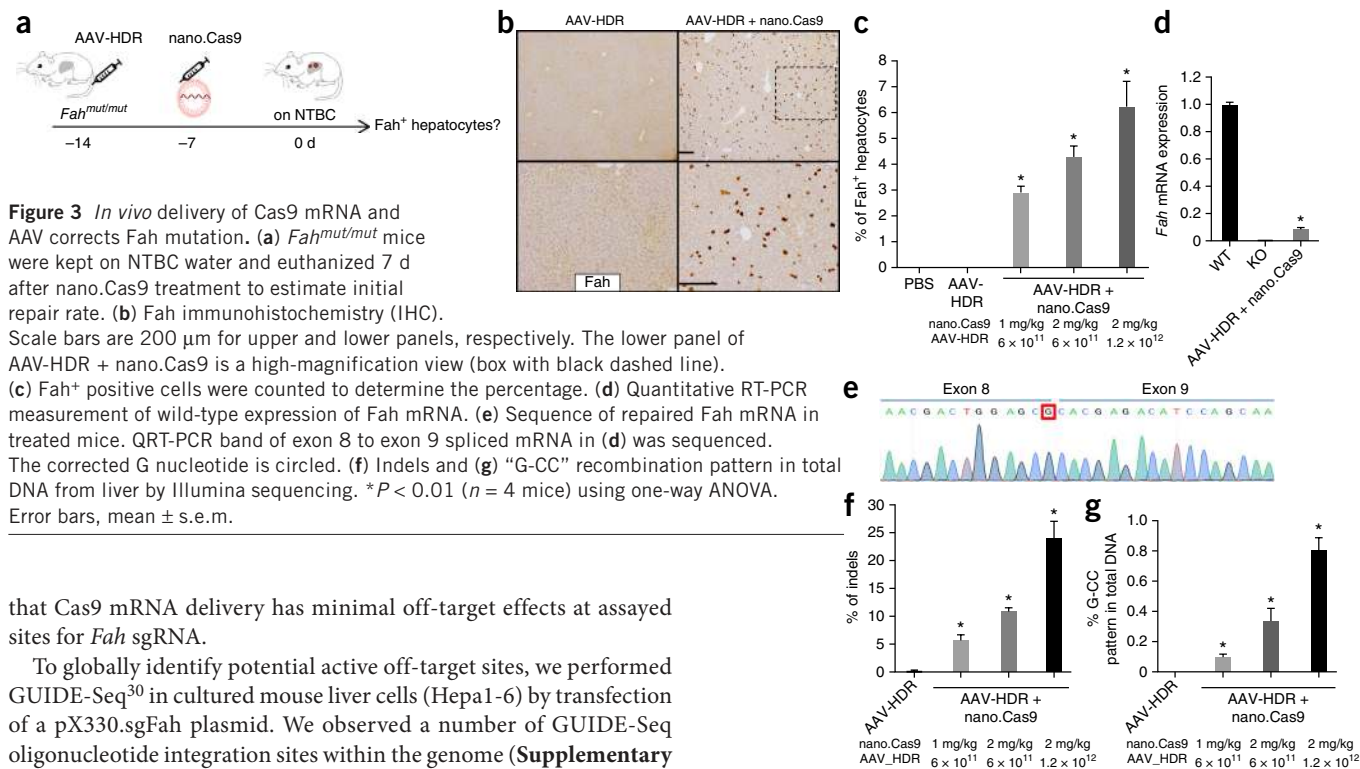 a
AAV-HDR nano.Cas9
Fah^mut/mut on NTBC
Fah+ hepatocytes?
–14 –7 0 d
b
AAV-HDR AAV-HDR + nano.Cas9
Fah
c
% of Fah+ hepatocytes
8
7
6
5
4
3
2
1
0
* * *
PBS AAV-HDR AAV-HDR + nano.Cas9
nano.Cas9 1 mg/kg 2 mg/kg 2 mg/kg
AAV-HDR 6 × 10^11 6 × 10^11 1.2 × 10^12
d
Fah mRNA expression
1.2
1.0
0.8
0.6
0.4
0.2
0
*
WT KO AAV-HDR + nano.Cas9
Figure 3 In vivo delivery of Cas9 mRNA and
AAV corrects Fah mutation. (a) Fah^mut/mut mice
were kept on NTBC water and euthanized 7 d
after nano.Cas9 treatment to estimate initial
repair rate. (b) Fah immunohistochemistry (IHC).
Scale bars are 200 μm for upper and lower panels, respectively. The lower panel of
AAV-HDR + nano.Cas9 is a high-magnification view (box with black dashed line).
(c) Fah+ positive cells were counted to determine the percentage. (d) Quantitative RT-PCR
measurement of wild-type expression of Fah mRNA. (e) Sequence of repaired Fah mRNA in
treated mice. QRT-PCR band of exon 8 to exon 9 spliced mRNA in (d) was sequenced.
The corrected G nucleotide is circled. (f) Indels and (g) “G-CC” recombination pattern in total
DNA from liver by Illumina sequencing. *P < 0.01 (n = 4 mice) using one-way ANOVA.
Error bars, mean ± s.e.m.
e
Exon 8 Exon 9
A A C G A C T G G A G C G C A C G A G A C A T C C A G C A A
f
% of indels
30
25
20
15
10
5
0
* * *
AAV-HDR AAV-HDR + nano.Cas9
nano.Cas9 1 mg/kg 2 mg/kg 2 mg/kg
AAV_HDR 6 × 10^11 6 × 10^11 1.2 × 10^12
g
% G-CC
pattern in total DNA
1.0
0.8
0.6
0.4
0.2
0
* * *
AAV-HDR AAV-HDR + nano.Cas9
nano.Cas9 1 mg/kg 2 mg/kg 2 mg/kg
AAV_HDR 6 × 10^11 6 × 10^11 1.2 × 10^12
that Cas9 mRNA delivery has minimal off-target effects at assayed
sites for Fah sgRNA.
To globally identify potential active off-target sites, we performed
GUIDE-Seq^30 in cultured mouse liver cells (Hepa1-6) by transfection
of a pX330.sgFah plasmid. We observed a number of GUIDE-Seq
oligonucleotide integration sites within the genome (Supplementary